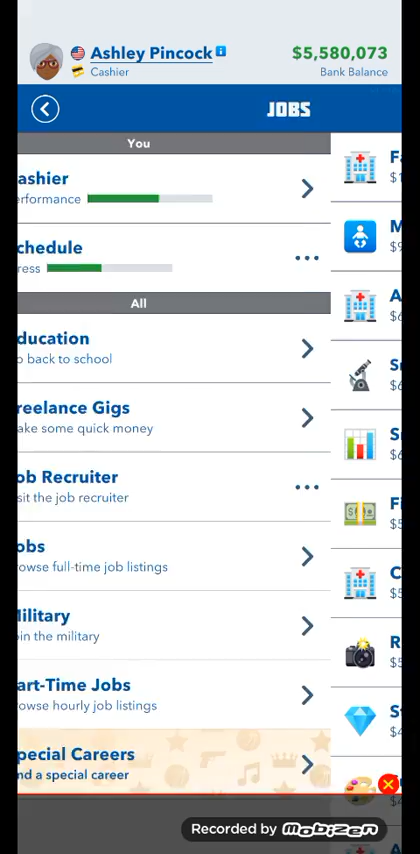 Ashley Pincock
Cashier
$5,580,073
Bank Balance
JOBS
You
ashier
erformance
chedule
ress
All
ducation
o back to school
reelance Gigs
ake some quick money
ob Recruiter
sit the job recruiter
obs
rowse full-time job listings
ilitary
in the military
art-Time Jobs
rowse hourly job listings
pecial Careers
nd a special career
Recorded by mobizen